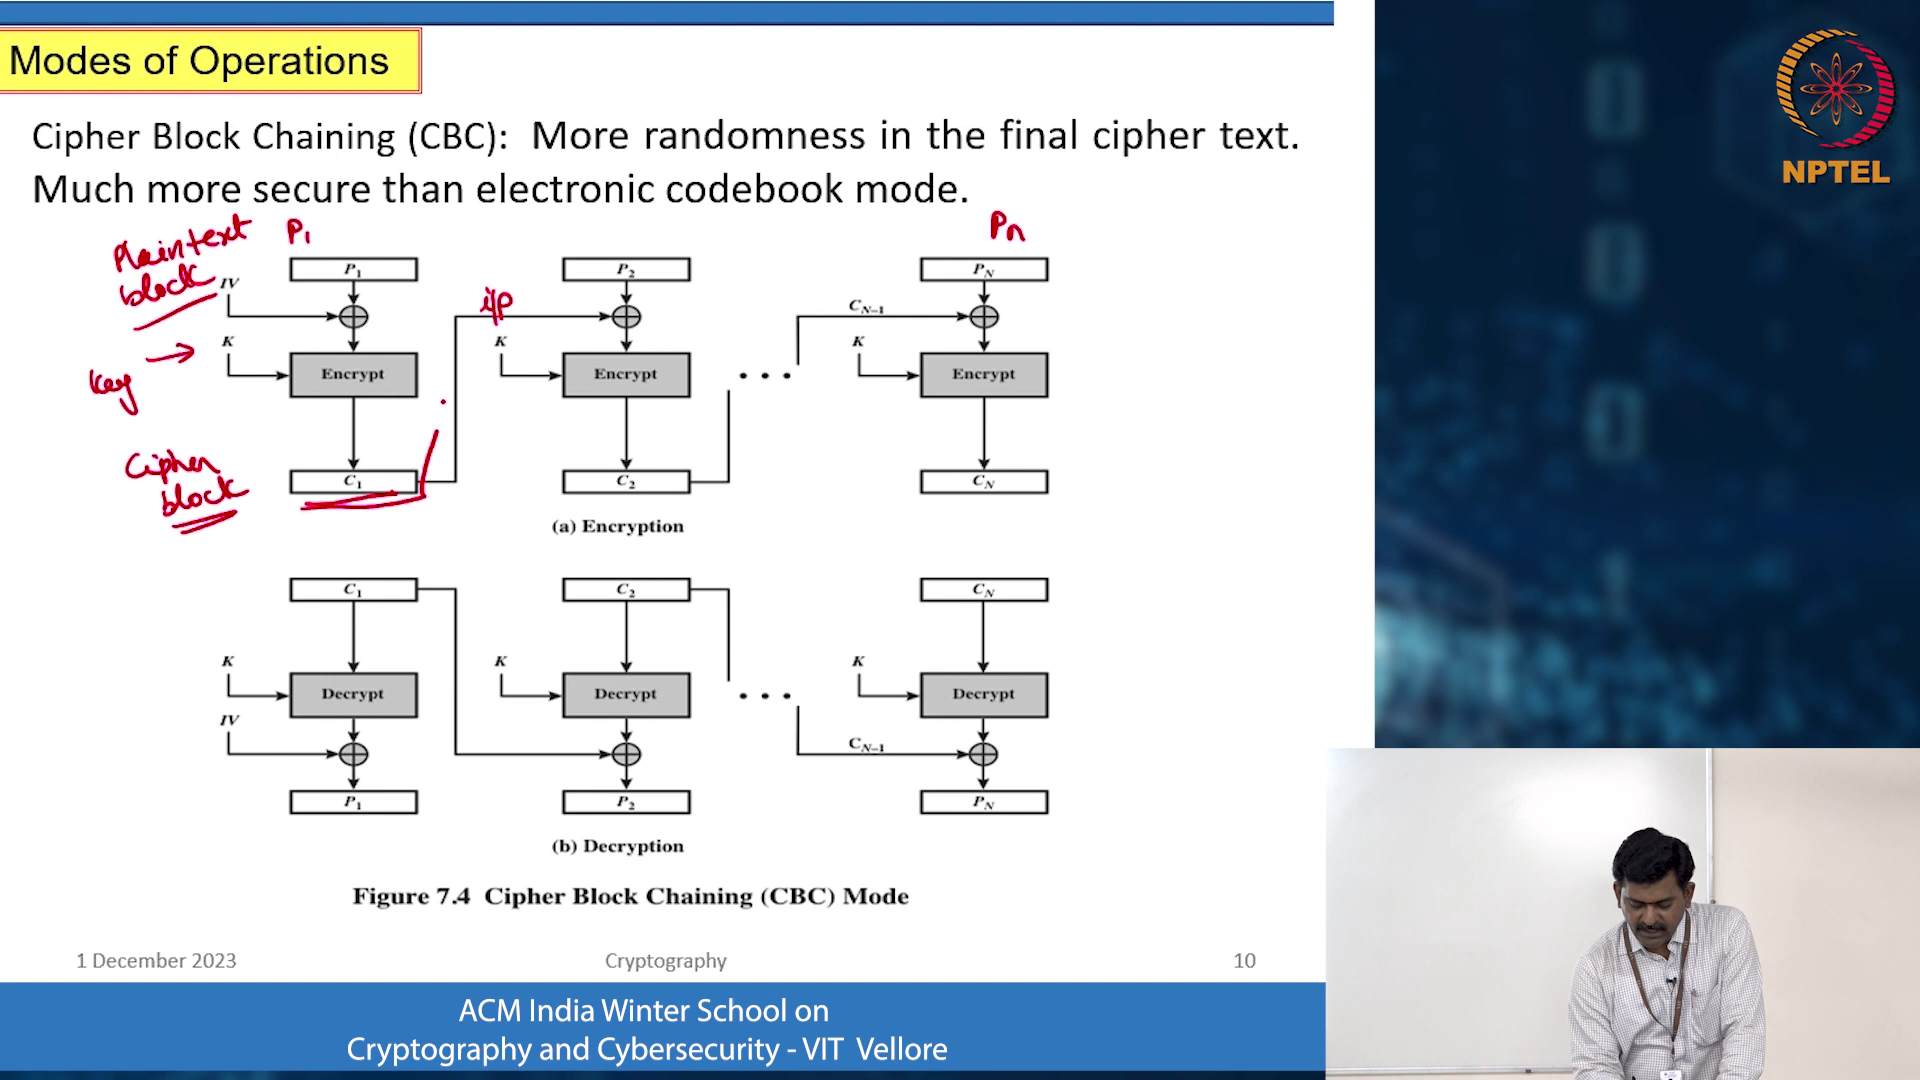 Modes of Operations
NPTEL
Cipher Block Chaining (CBC): More randomness in the final cipher text.
Much more secure than electronic codebook mode.
Plaintext
block
P1
Pn
IV
P1
P2
PN
i/p
CN-1
K
K
K
key
Encrypt
Encrypt
Encrypt
Cipher
block
C1
C2
CN
(a) Encryption
C1
C2
CN
K
K
K
Decrypt
Decrypt
Decrypt
IV
CN-1
P1
P2
PN
(b) Decryption
Figure 7.4 Cipher Block Chaining (CBC) Mode
1 December 2023
Cryptography
10
ACM India Winter School on
Cryptography and Cybersecurity - VIT Vellore